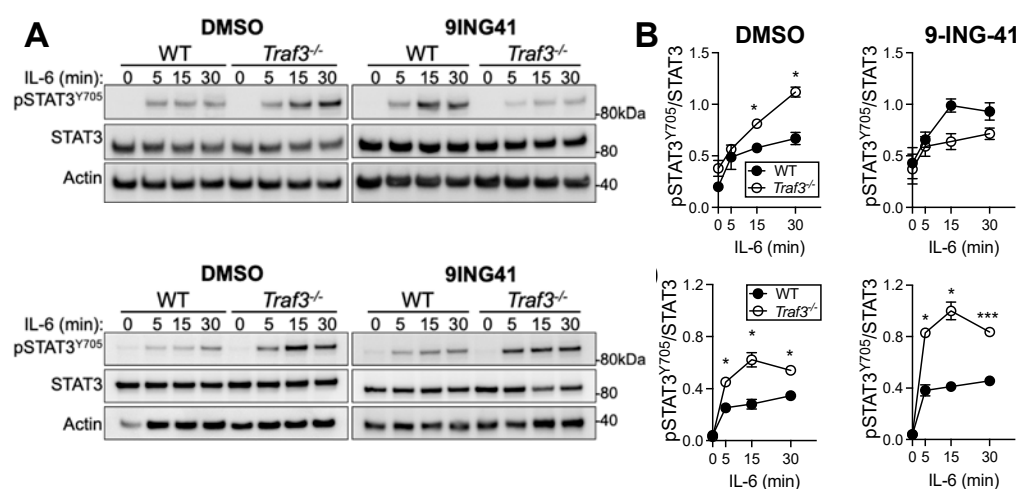 A
DMSO 9ING41
WT Traf3-/- WT Traf3-/-
IL-6 (min): 0 5 15 30 0 5 15 30 0 5 15 30 0 5 15 30
pSTAT3Y705
-80kDa
STAT3
-80
Actin
-40
DMSO 9ING41
WT Traf3-/- WT Traf3-/-
IL-6 (min): 0 5 15 30 0 5 15 30 0 5 15 30 0 5 15 30
pSTAT3Y705
-80kDa
STAT3
-80
Actin
-40
B
DMSO 9-ING-41
pSTAT3Y705/STAT3
1.5
1.0
0.5
0.0
* *
WT
Traf3-/-
0 5 15 30
IL-6 (min)
pSTAT3Y705/STAT3
1.5
1.0
0.5
0.0
0 5 15 30
IL-6 (min)
pSTAT3Y705/STAT3
1.2
0.8
0.4
0.0
WT
Traf3-/-
* * *
0 5 15 30
IL-6 (min)
pSTAT3Y705/STAT3
1.2
0.8
0.4
0.0
* * ***
0 5 15 30
IL-6 (min)